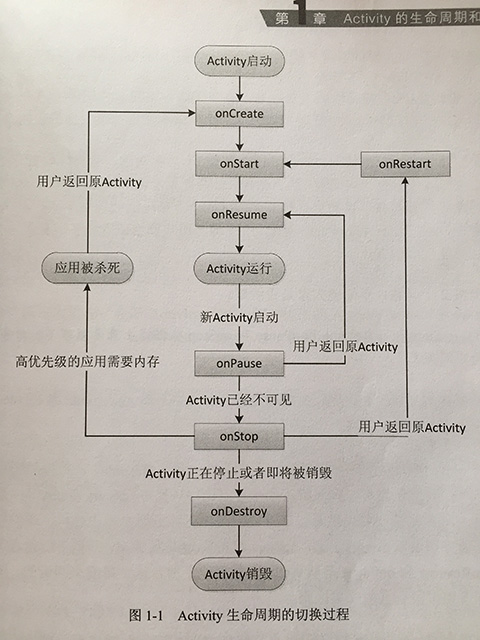 第 1 章 Activity 的生命周期和
Activity启动
onCreate
onStart
onRestart
用户返回原Activity
onResume
应用被杀死
Activity运行
新Activity启动
用户返回原Activity
高优先级的应用需要内存
onPause
Activity已经不可见
用户返回原Activity
onStop
Activity正在停止或者即将被销毁
onDestroy
Activity销毁
图 1-1 Activity 生命周期的切换过程